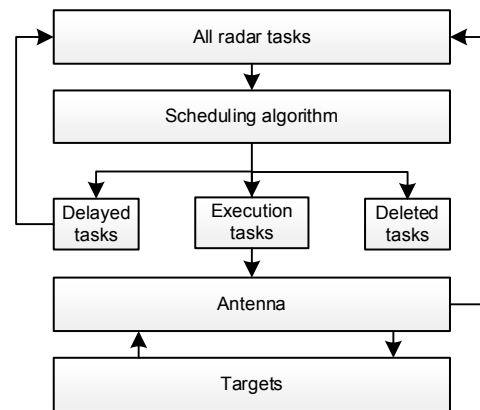 All radar tasks
Scheduling algorithm
Delayed
tasks
Execution
tasks
Deleted
tasks
Antenna
Targets